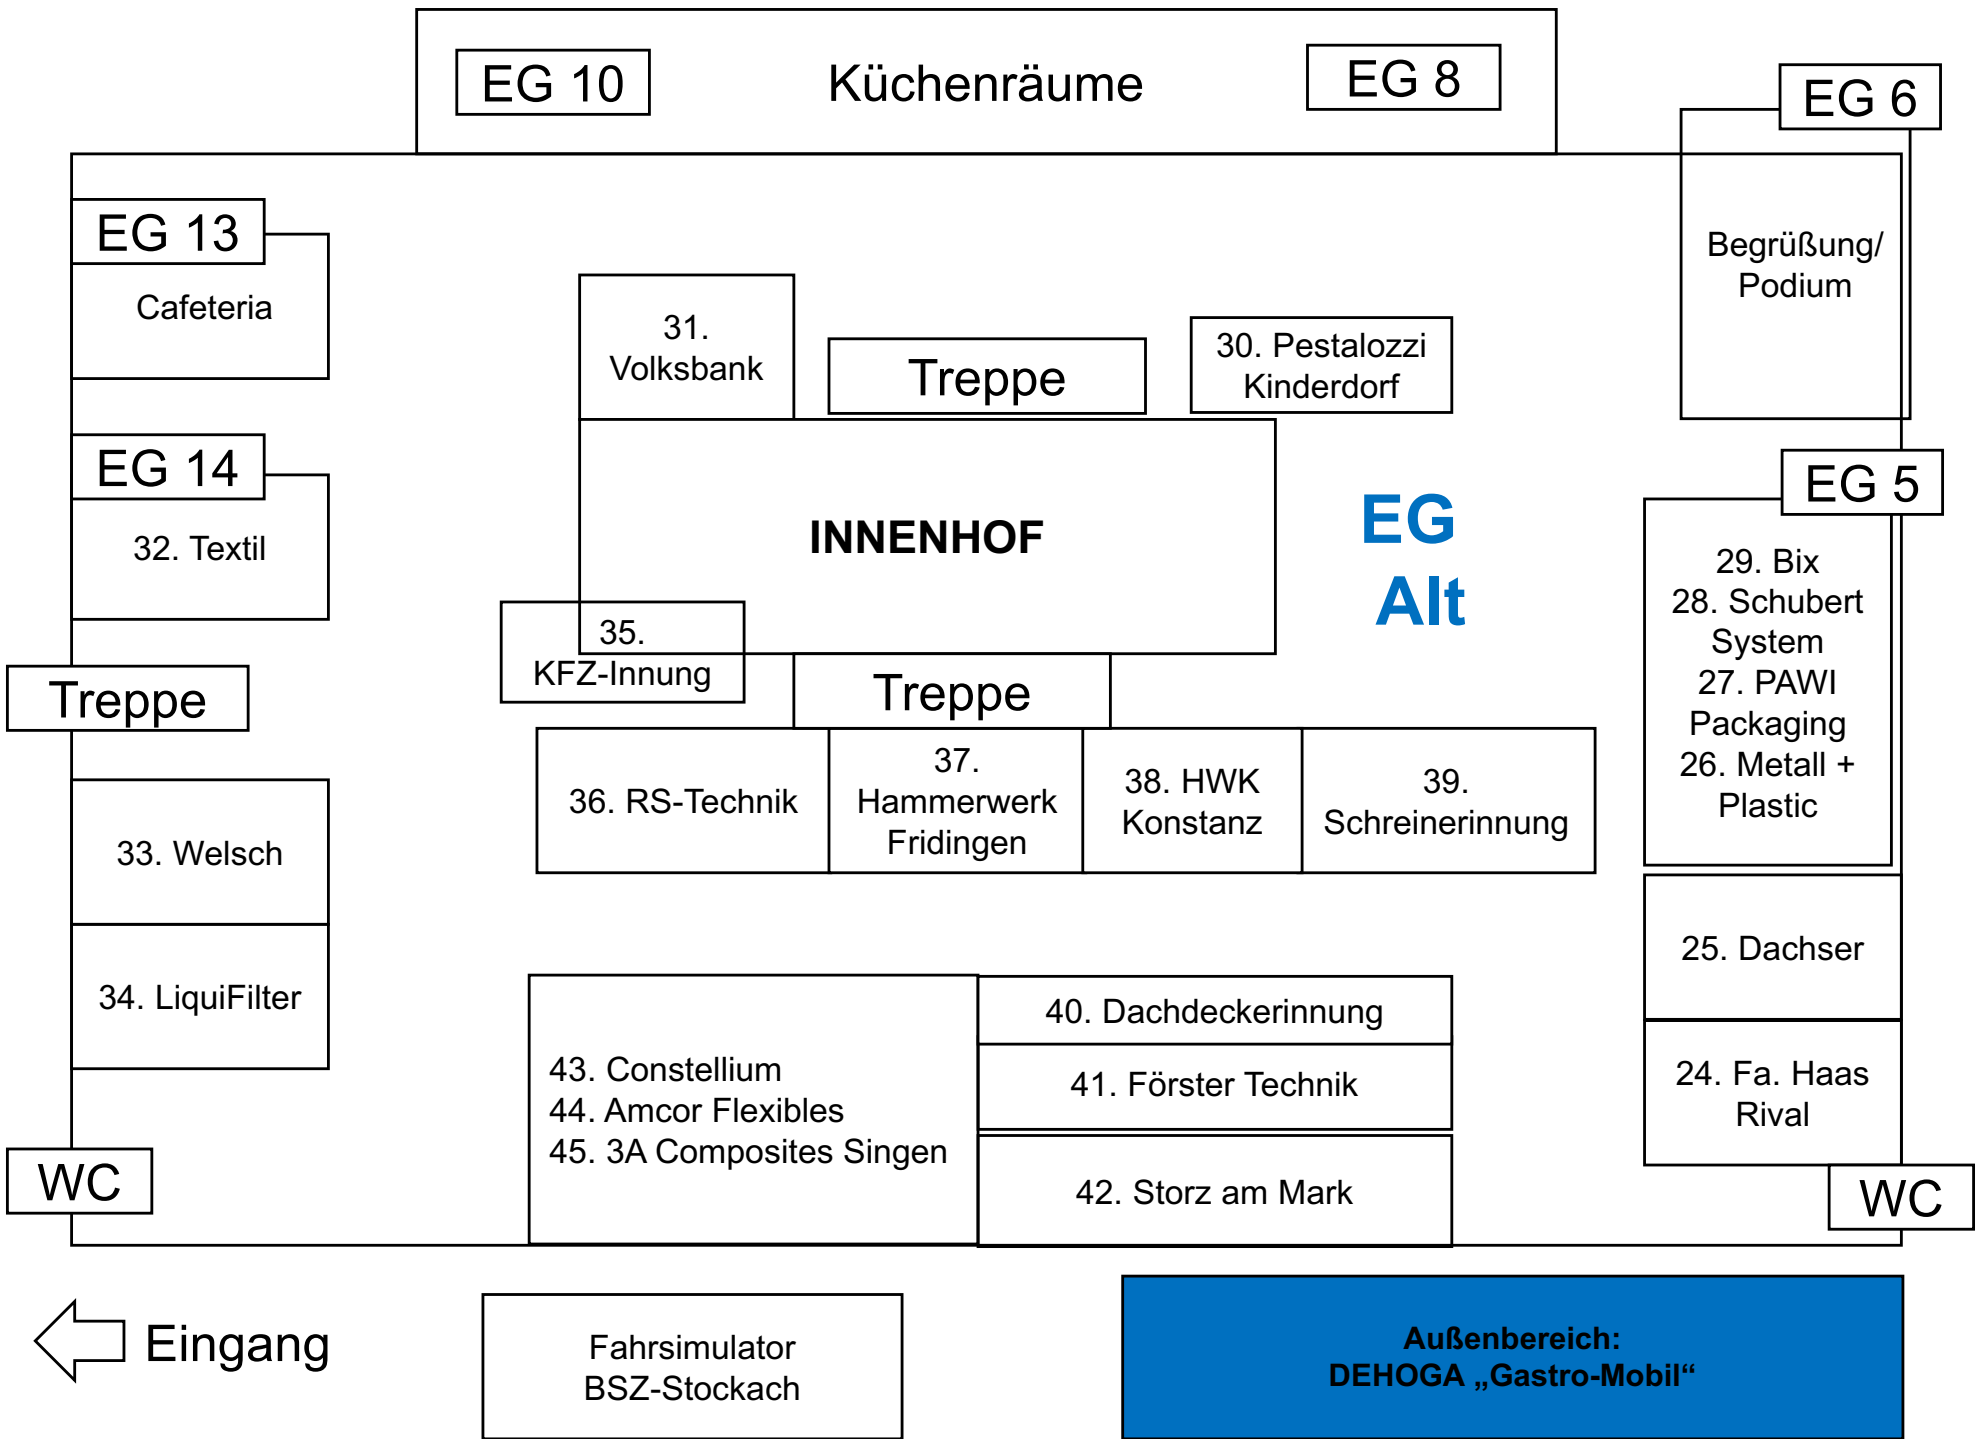 EG 10
Küchenräume
EG 8
EG 6
EG 13
Cafeteria
Begrüßung/
Podium
31.
Volksbank
Treppe
30. Pestalozzi
Kinderdorf
EG 14
32. Textil
INNENHOF
EG
Alt
EG 5
29. Bix
28. Schubert
System
27. PAWI
Packaging
26. Metall +
Plastic
35.
KFZ-Innung
Treppe
Treppe
36. RS-Technik
37.
Hammerwerk
Fridingen
38. HWK
Konstanz
39.
Schreinerinnung
33. Welsch
34. LiquiFilter
25. Dachser
24. Fa. Haas
Rival
43. Constellium
44. Amcor Flexibles
45. 3A Composites Singen
40. Dachdeckerinnung
41. Förster Technik
42. Storz am Mark
WC
WC
Eingang
Fahrsimulator
BSZ-Stockach
Außenbereich:
DEHOGA „Gastro-Mobil“